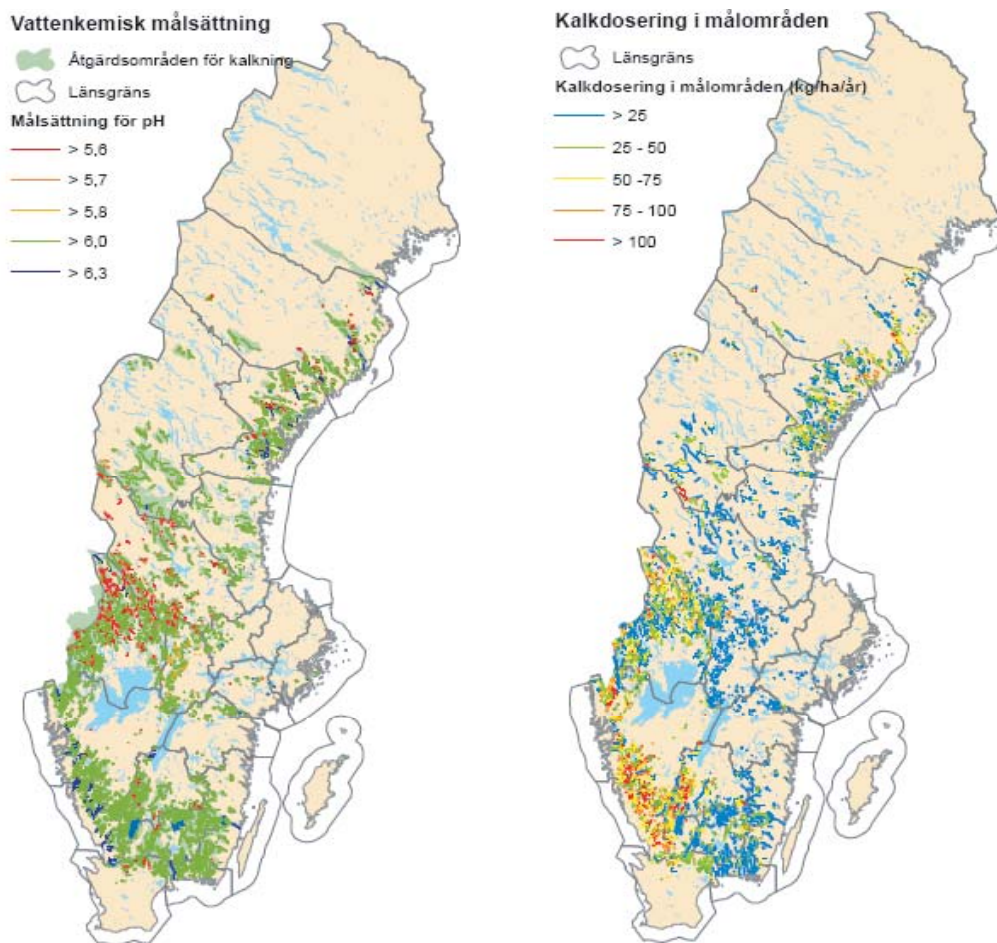 Vattenkemisk målsättning
Åtgärdsområden för kalkning
Länsgräns
Målsättning för pH
> 5,6
> 5,7
> 5,8
> 6,0
> 6,3
Kalkdosering i målområden
Länsgräns
Kalkdosering i målområden (kg/ha/år)
> 25
25 - 50
50 -75
75 - 100
> 100